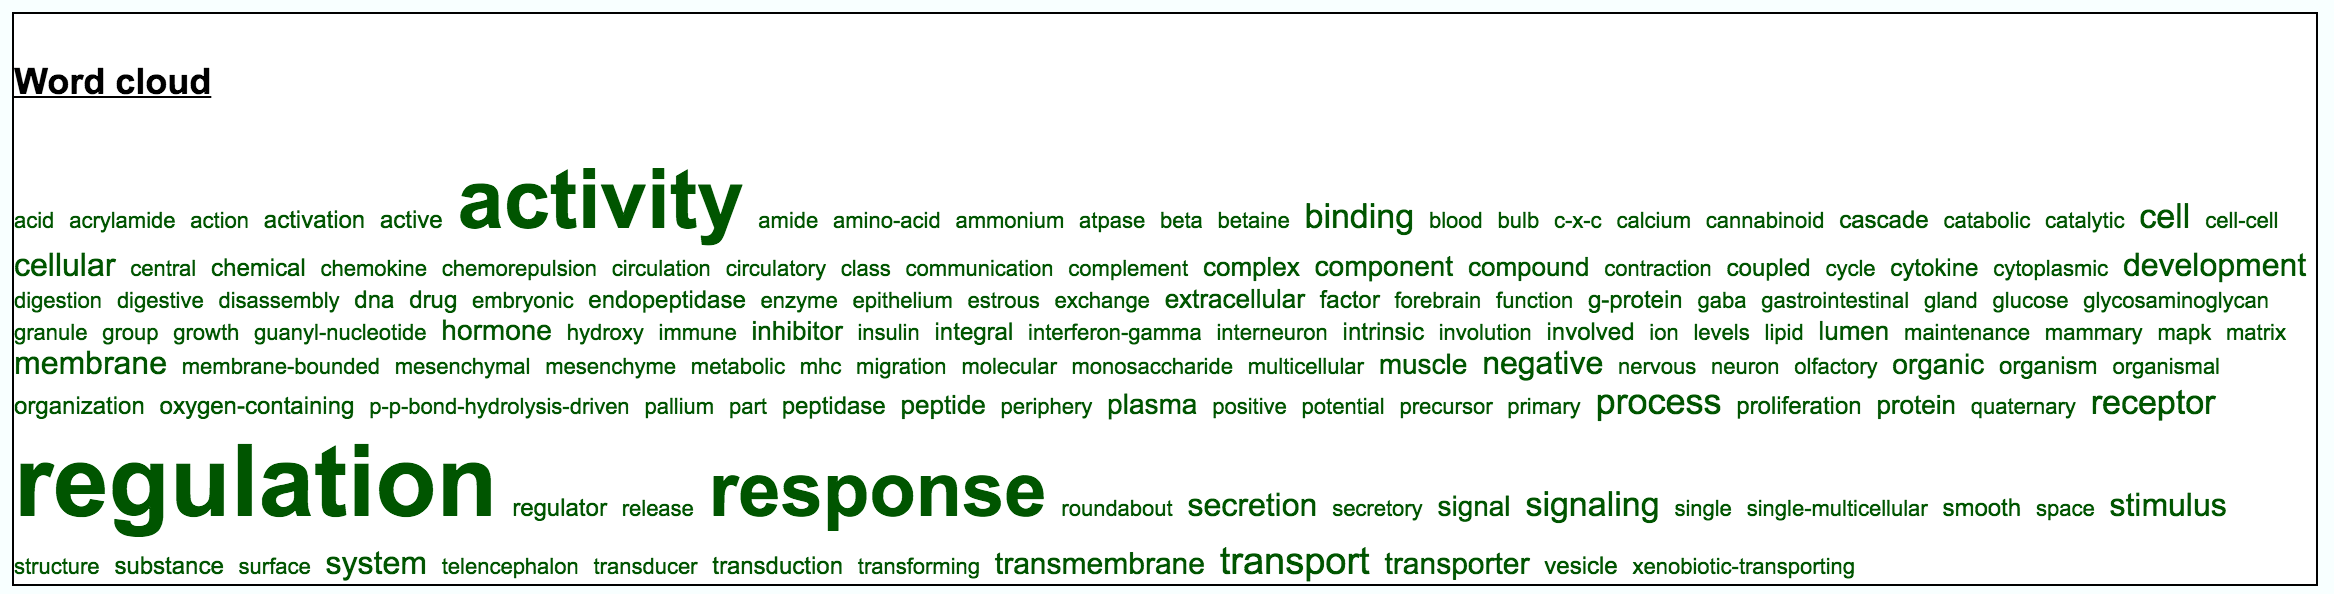 Word cloud
acid acrylamide action activation active activity amide amino-acid ammonium atpase beta betaine binding blood bulb c-x-c calcium cannabinoid cascade catabolic catalytic cell cell-cell
cellular central chemical chemokine chemorepulsion circulation circulatory class communication complement complex component compound contraction coupled cycle cytokine cytoplasmic development
digestion digestive disassembly dna drug embryonic endopeptidase enzyme epithelium estrous exchange extracellular factor forebrain function g-protein gaba gastrointestinal gland glucose glycosaminoglycan
granule group growth guanyl-nucleotide hormone hydroxy immune inhibitor insulin integral interferon-gamma interneuron intrinsic involution involved ion levels lipid lumen maintenance mammary mapk matrix
membrane membrane-bounded mesenchymal mesenchyme metabolic mhc migration molecular monosaccharide multicellular muscle negative nervous neuron olfactory organic organism organismal
organization oxygen-containing p-p-bond-hydrolysis-driven pallium part peptidase peptide periphery plasma positive potential precursor primary process proliferation protein quaternary receptor
regulation regulator release response roundabout secretion secretory signal signaling single single-multicellular smooth space stimulus
structure substance surface system telencephalon transducer transduction transforming transmembrane transport transporter vesicle xenobiotic-transporting